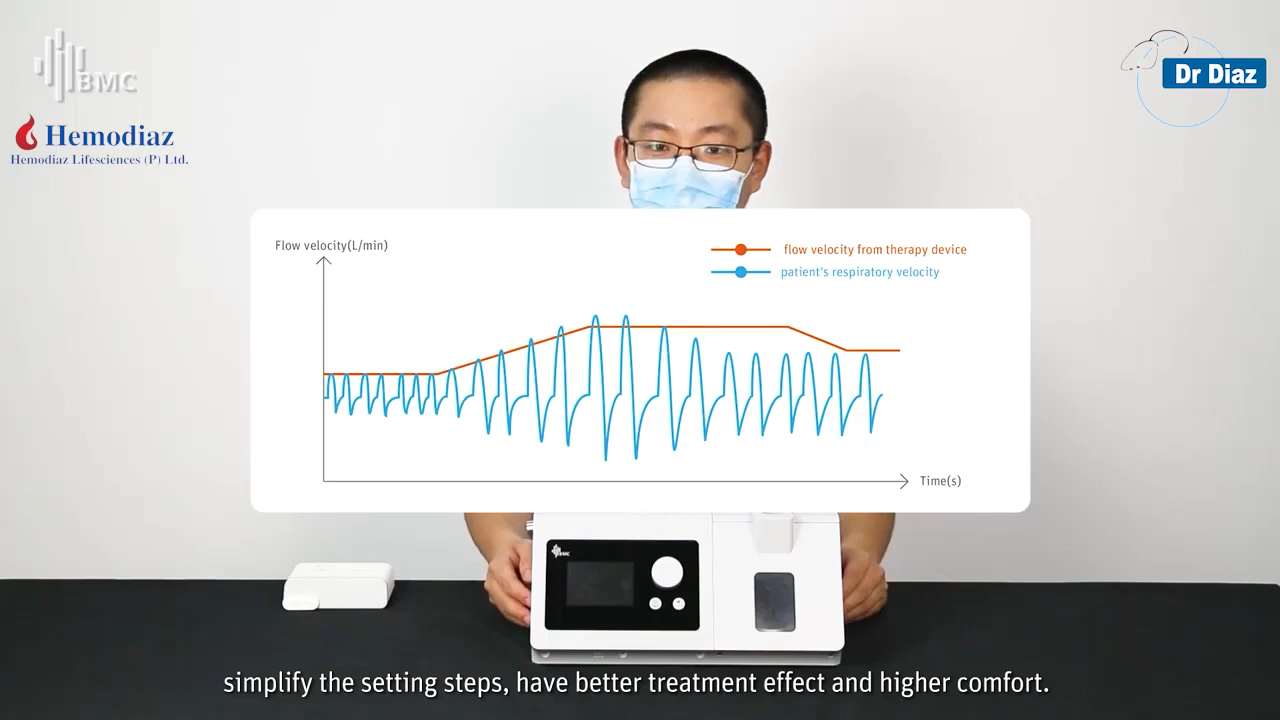 BMC
Dr Diaz
Hemodiaz
Hemodiaz Lifesciences (P) Ltd.
Flow velocity(L/min)
flow velocity from therapy device
patient's respiratory velocity
Time(s)
BMC
simplify the setting steps, have better treatment effect and higher comfort.